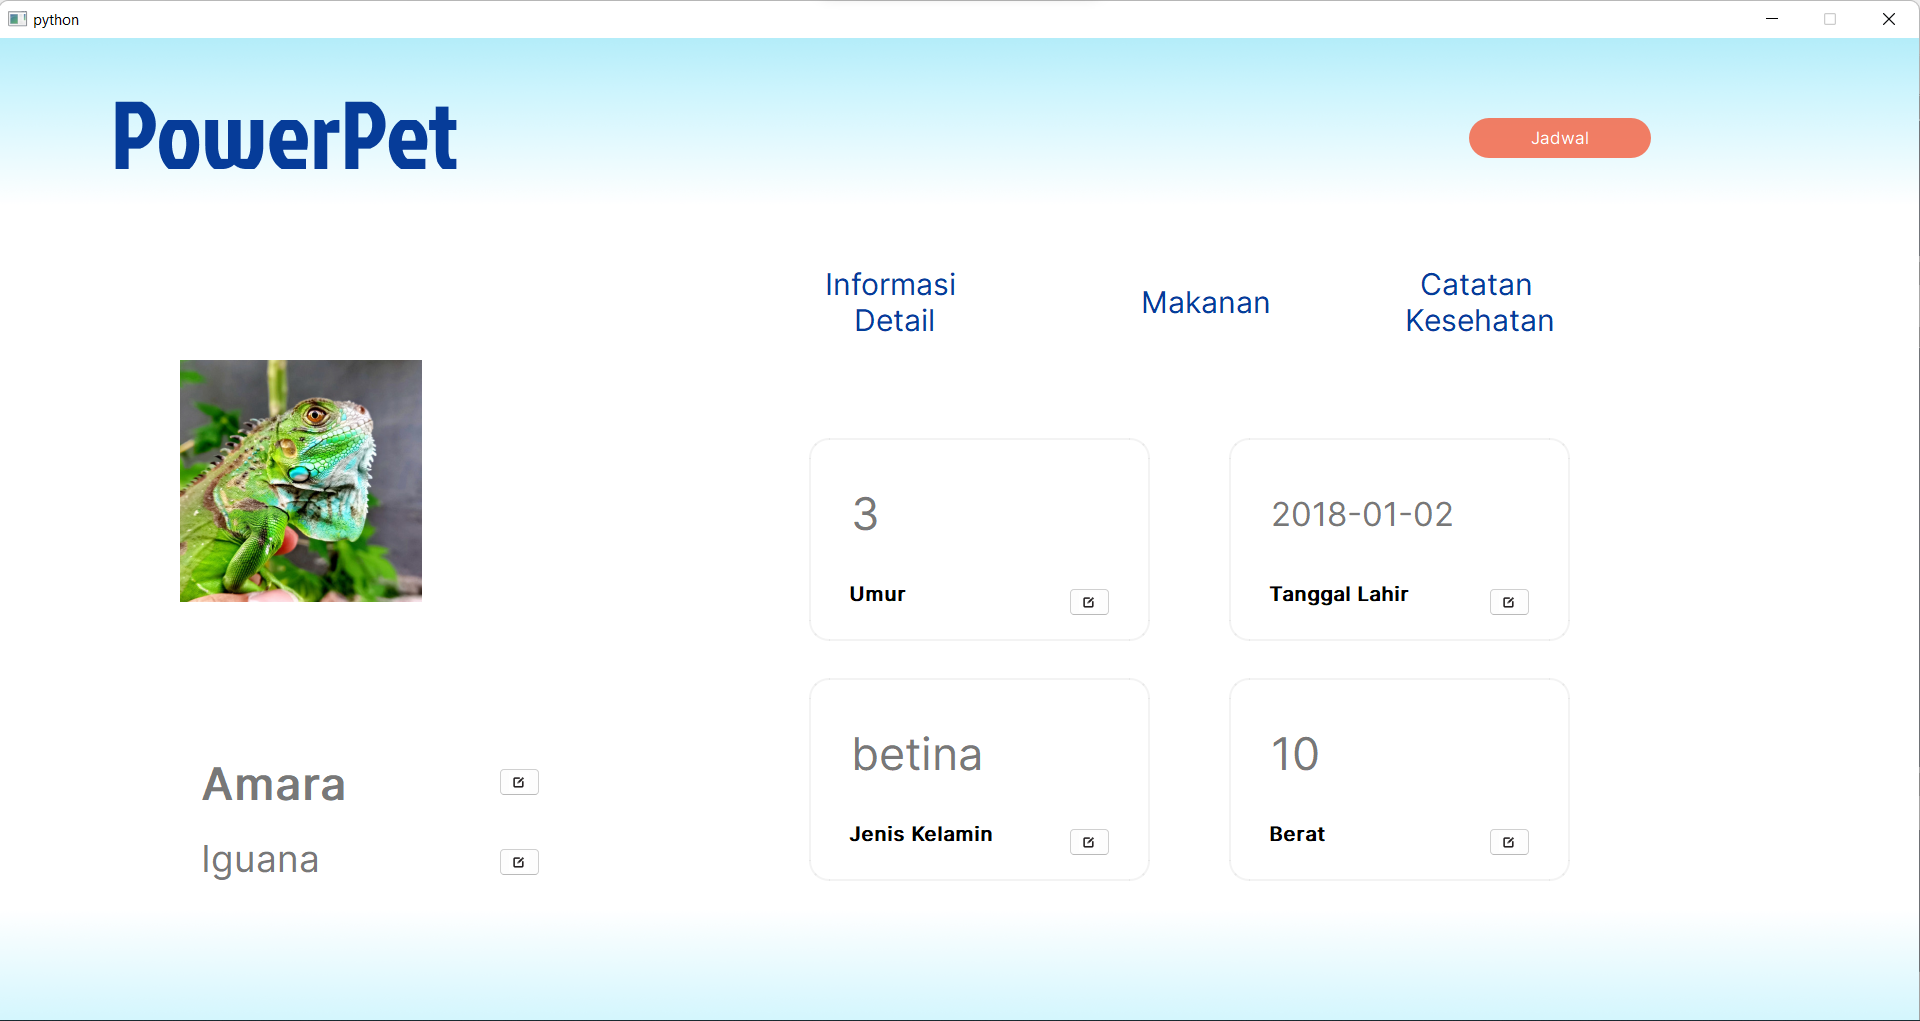 python
PowerPet
Jadwal
Informasi
Detail
Makanan
Catatan
Kesehatan
3
Umur
2018-01-02
Tanggal Lahir
betina
Jenis Kelamin
10
Berat
Amara
Iguana